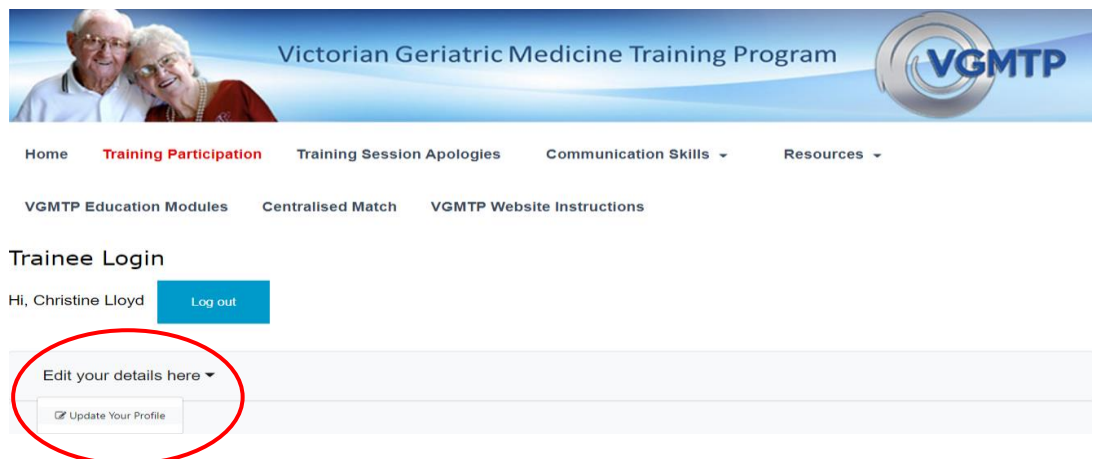 Victorian Geriatric Medicine Training Program
VGMTP
Home Training Participation Training Session Apologies Communication Skills Resources
VGMTP Education Modules Centralised Match VGMTP Website Instructions
Trainee Login
Hi, Christine Lloyd Log out
Edit your details here
Update Your Profile